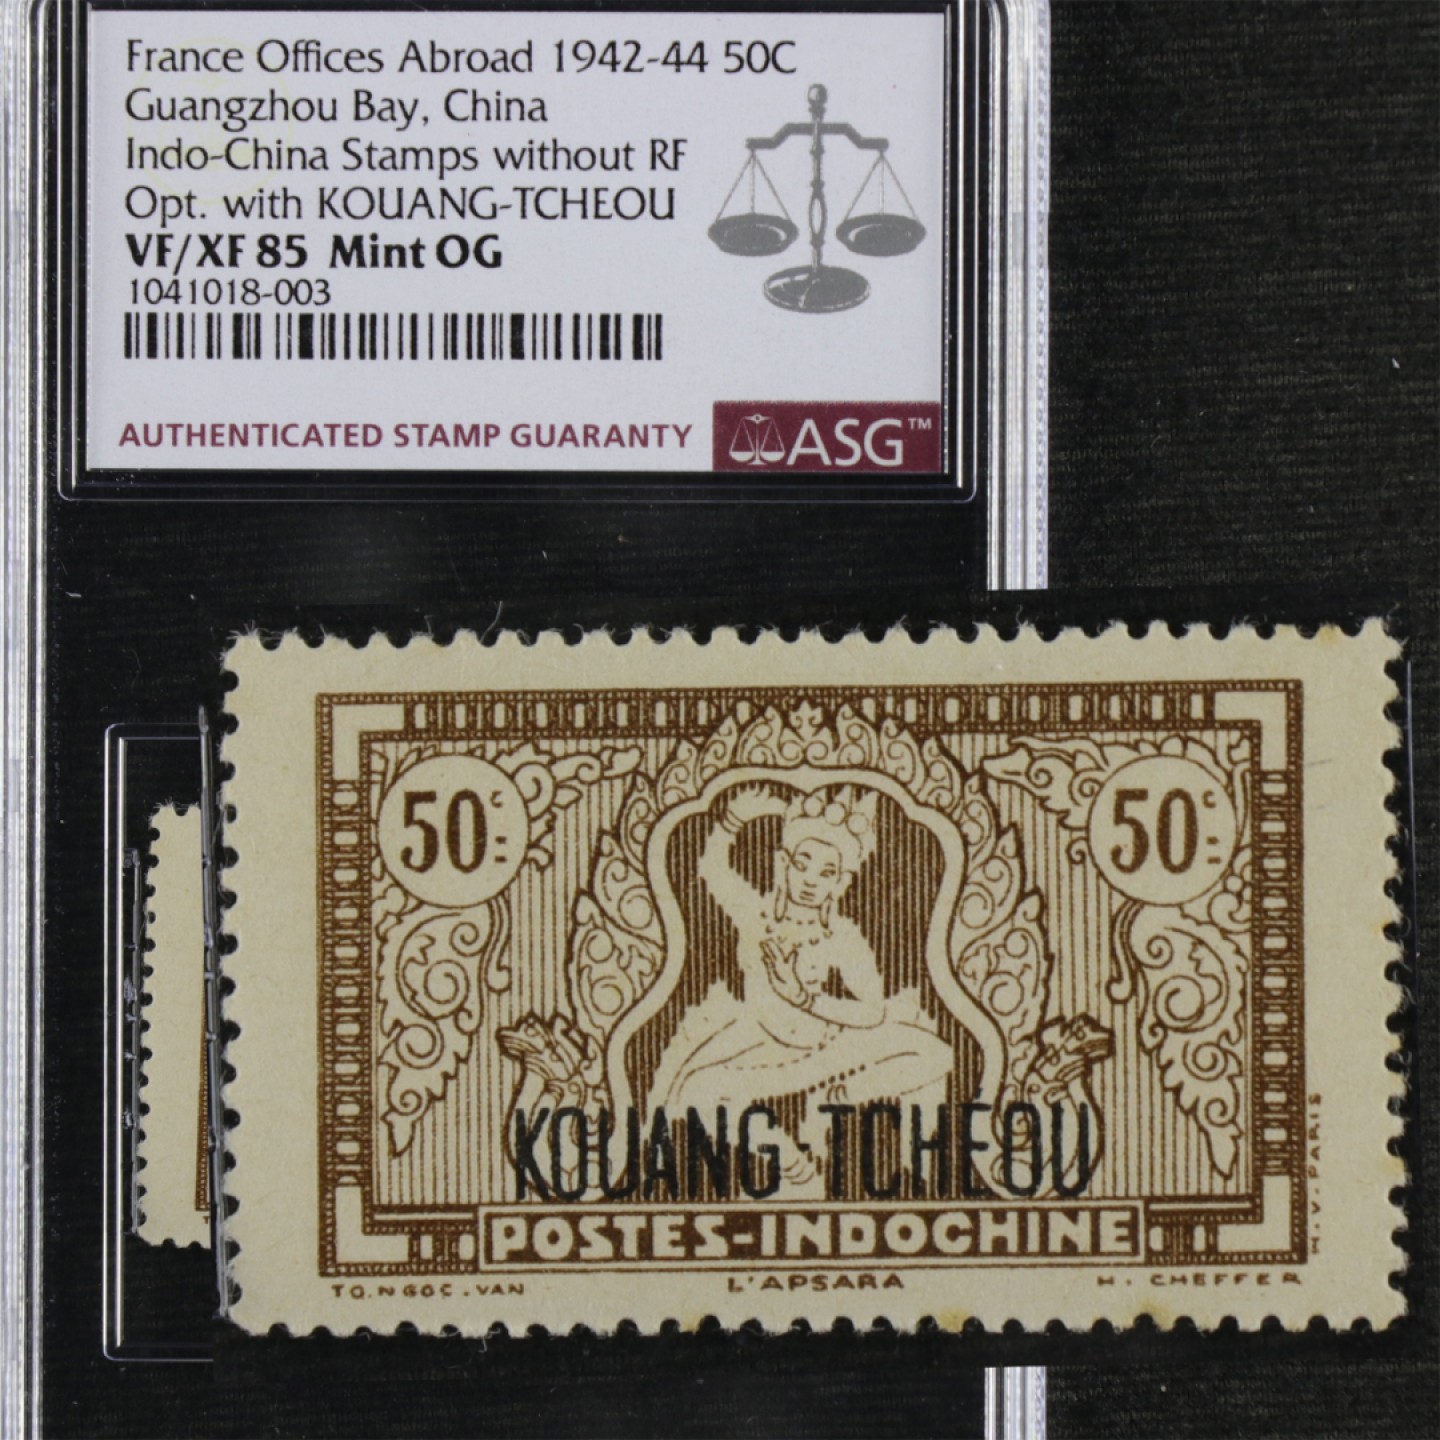 France Offices Abroad 1942-44 50C
Guangzhou Bay, China
Indo-China Stamps without RF
Opt. with KOUANG-TCHEOU
VF/XF 85 Mint OG
1041018-003
AUTHENTICATED STAMP GUARANTY
ASG™
50c
50c
KOUANG-TCHÉOU
POSTES-INDOCHINE
TO.NGOC.VAN
L'APSARA
H. CHEFFER
H.V.PARIS